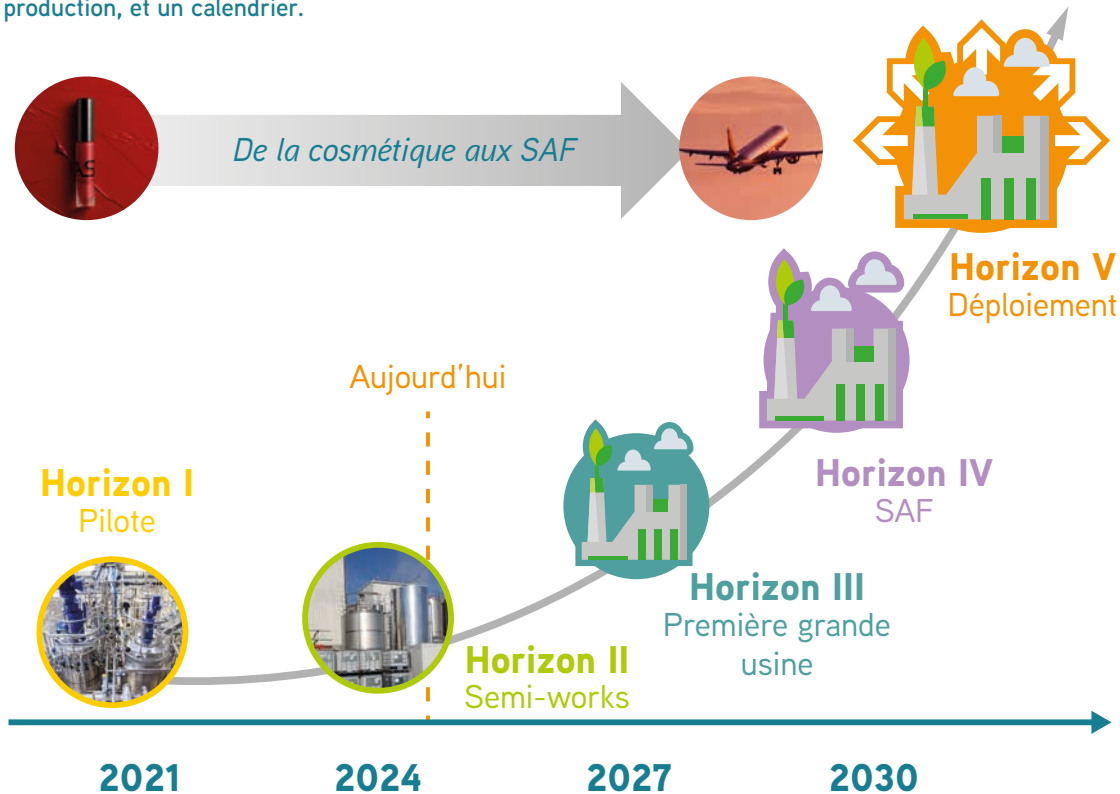 production, et un calendrier.
De la cosmétique aux SAF
Horizon V
Déploiement
Aujourd'hui
Horizon IV
SAF
Horizon I
Pilote
Horizon III
Première grande
usine
Horizon II
Semi-works
2021
2024
2027
2030